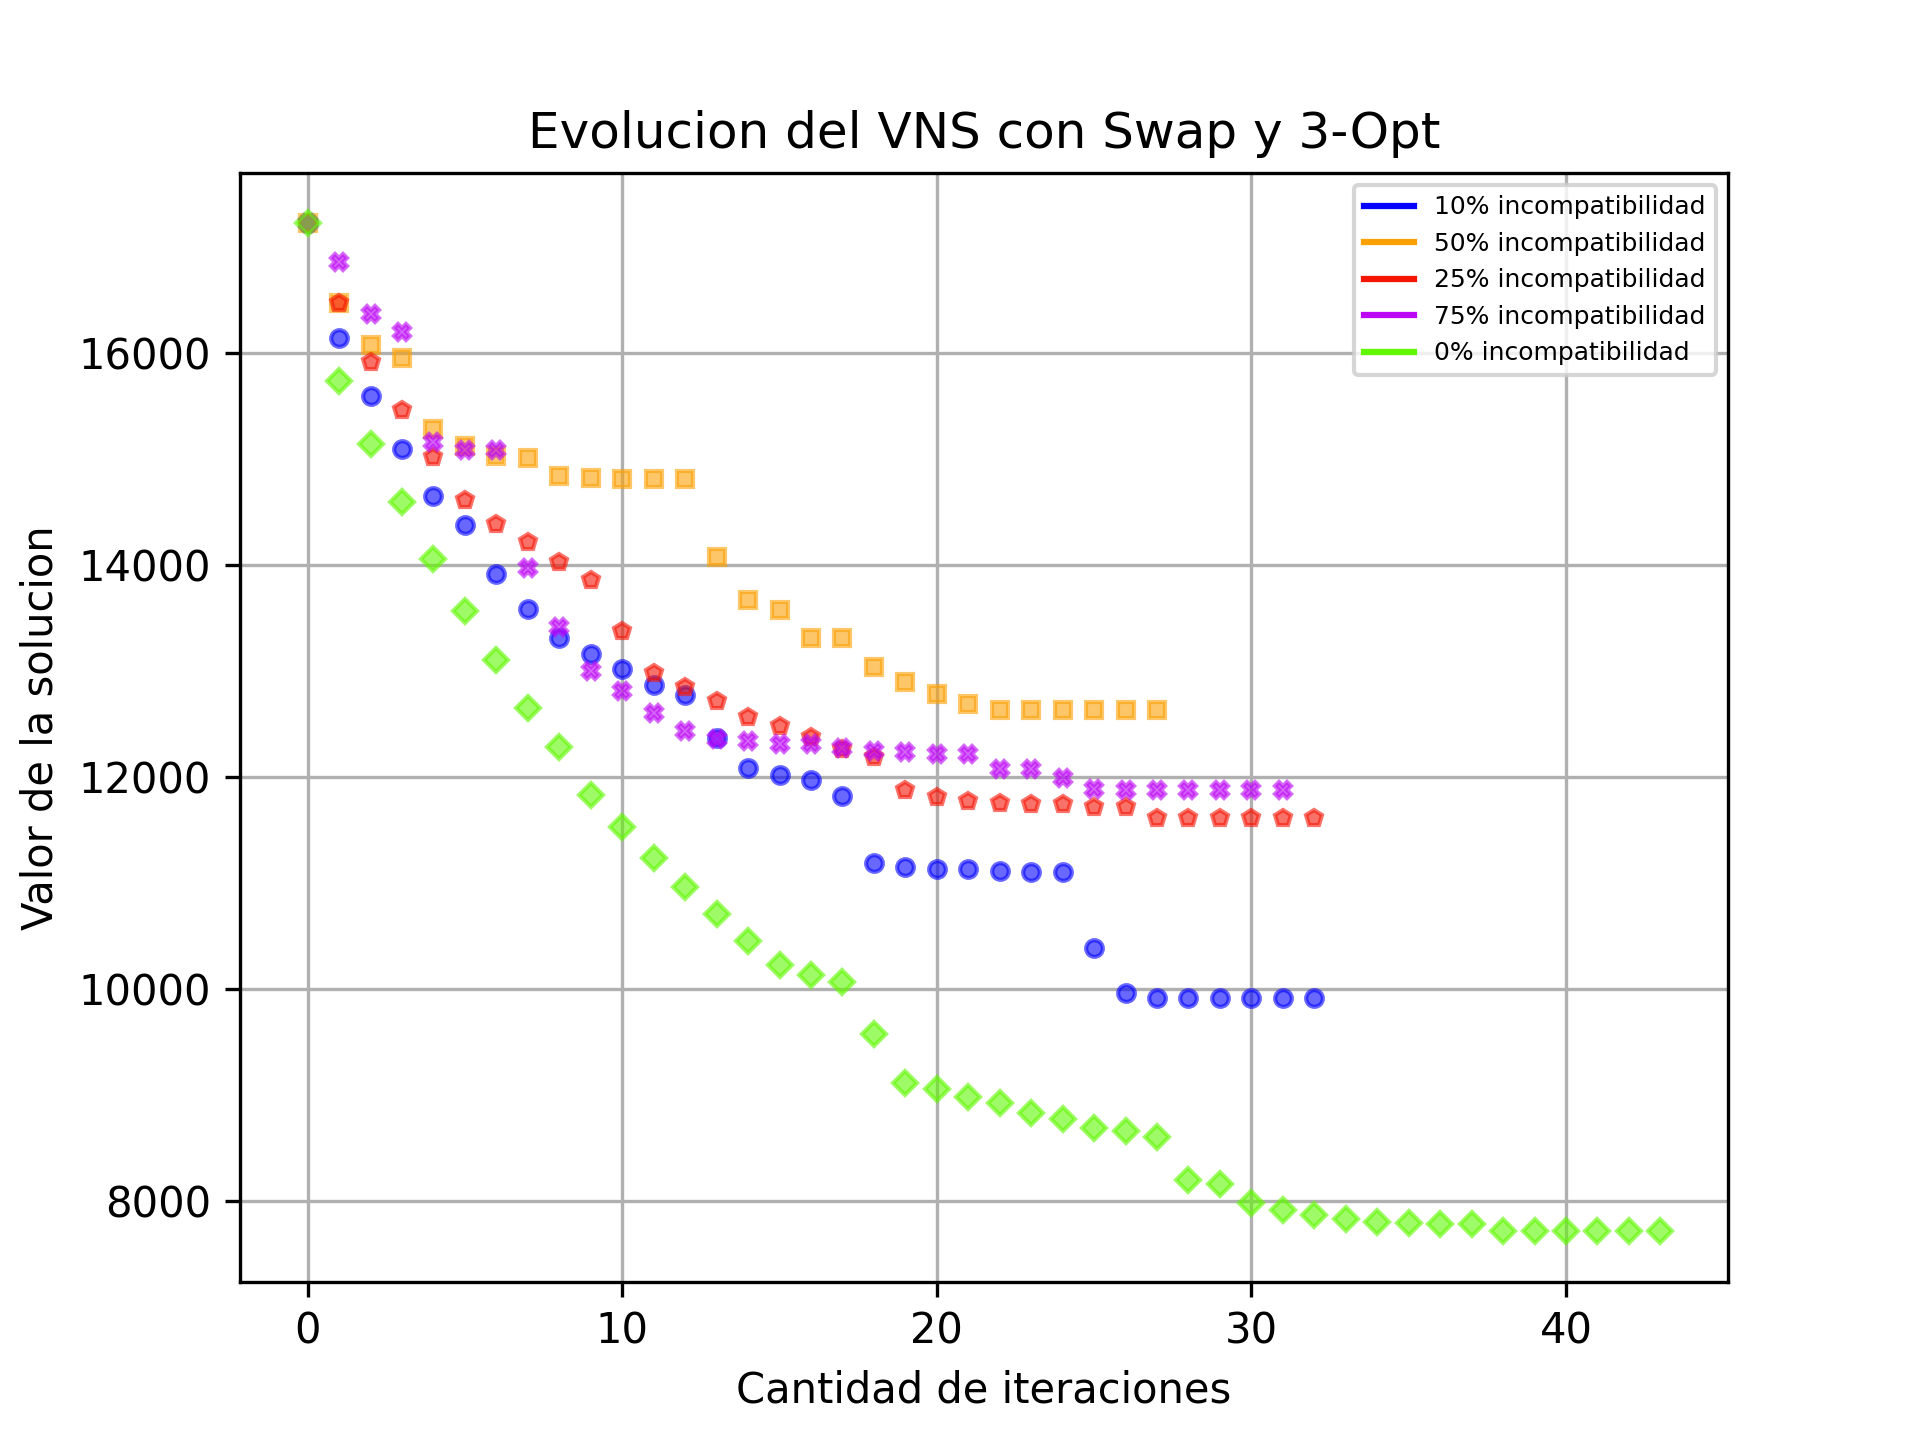 Evolucion del VNS con Swap y 3-Opt
10% incompatibilidad
50% incompatibilidad
25% incompatibilidad
75% incompatibilidad
0% incompatibilidad
Valor de la solucion
16000
14000
12000
10000
8000
0 10 20 30 40
Cantidad de iteraciones